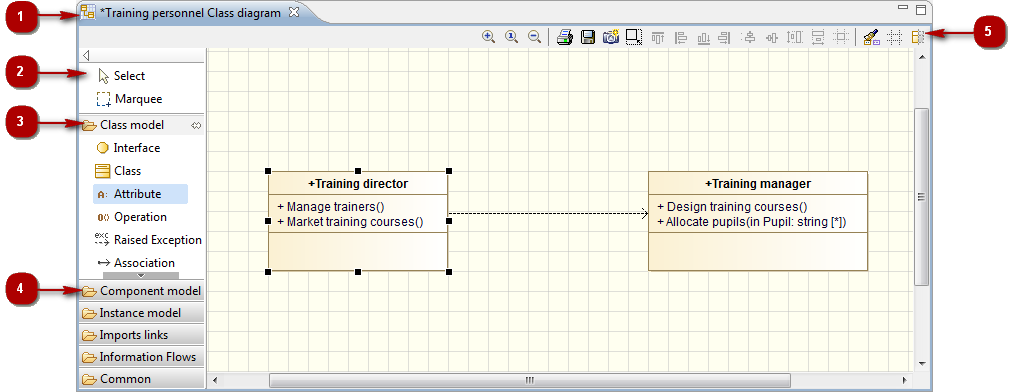 1
*Training personnel Class diagram
5
2
Select
Marquee
3
Class model
Interface
Class
A: Attribute
O() Operation
exc Raised Exception
Association
4
Component model
Instance model
Imports links
Information Flows
Common
+Training director
+ Manage trainers()
+ Market training courses()
+Training manager
+ Design training courses()
+ Allocate pupils(in Pupil: string [*])